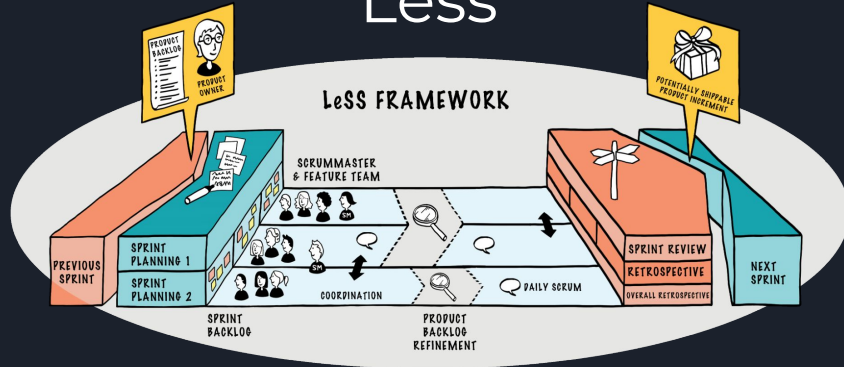 Less
PRODUCT
BACKLOG
PRODUCT
OWNER
LeSS FRAMEWORK
POTENTIALLY SHIPPABLE
PRODUCT INCREMENT
SCRUMMASTER
& FEATURE TEAM
SM
SM
PREVIOUS
SPRINT
SPRINT
PLANNING 1
SPRINT
PLANNING 2
COORDINATION
DAILY SCRUM
SPRINT REVIEW
RETROSPECTIVE
OVERALL RETROSPECTIVE
NEXT
SPRINT
SPRINT
BACKLOG
PRODUCT
BACKLOG
REFINEMENT